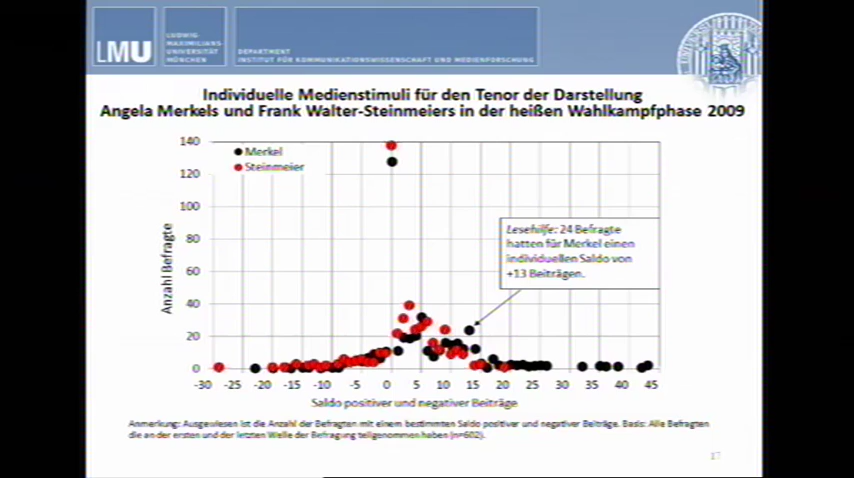 LMU
LUDWIG
MAXIMILIANS
UNIVERSITÄT
MÜNCHEN
DEPARTMENT
INSTITUT FÜR KOMMUNIKATIONSWISSENSCHAFT UND MEDIENFORSCHUNG
Individuelle Medienstimuli für den Tenor der Darstellung
Angela Merkels und Frank Walter-Steinmeiers in der heißen Wahlkampfphase 2009
Merkel
Steinmeier
140
120
100
80
60
40
20
0
Anzahl Befragte
Lesehilfe: 24 Befragte
hatten für Merkel einen
individuellen Saldo von
+13 Beiträgen.
-30 -25 -20 -15 -10 -5 0 5 10 15 20 25 30 35 40 45
Saldo positiver und negativer Beiträge
Anmerkung: Ausgewiesen ist die Anzahl der Befragten mit einem bestimmten Saldo positiver und negativer Beiträge. Basis: Alle Befragten
die an der ersten und der letzten Welle der Befragung teilgenommen haben (n=602).
17